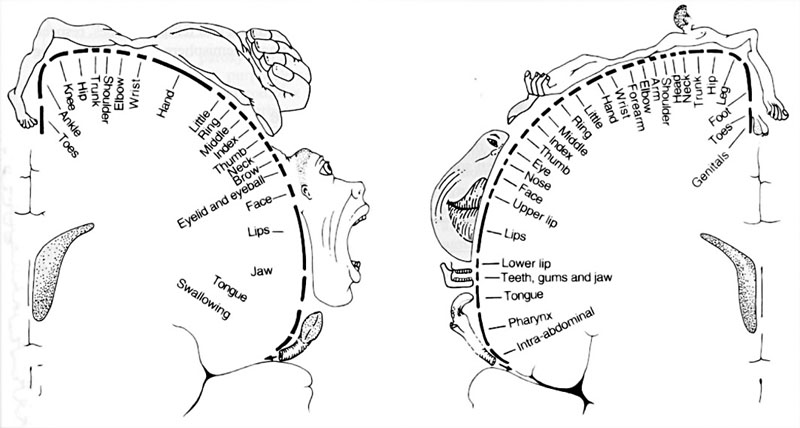 Toes
Ankle
Knee
Hip
Trunk
Shoulder
Elbow
Wrist
Hand
Little
Ring
Middle
Index
Thumb
Neck
Brow
Eyelid and eyeball
Face
Lips
Jaw
Tongue
Swallowing
Genitals
Toes
Foot
Leg
Hip
Trunk
Neck
Head
Shoulder
Arm
Elbow
Forearm
Wrist
Hand
Little
Ring
Middle
Index
Thumb
Eye
Nose
Face
Upper lip
Lips
Lower lip
Teeth, gums and jaw
Tongue
Pharynx
Intra-abdominal